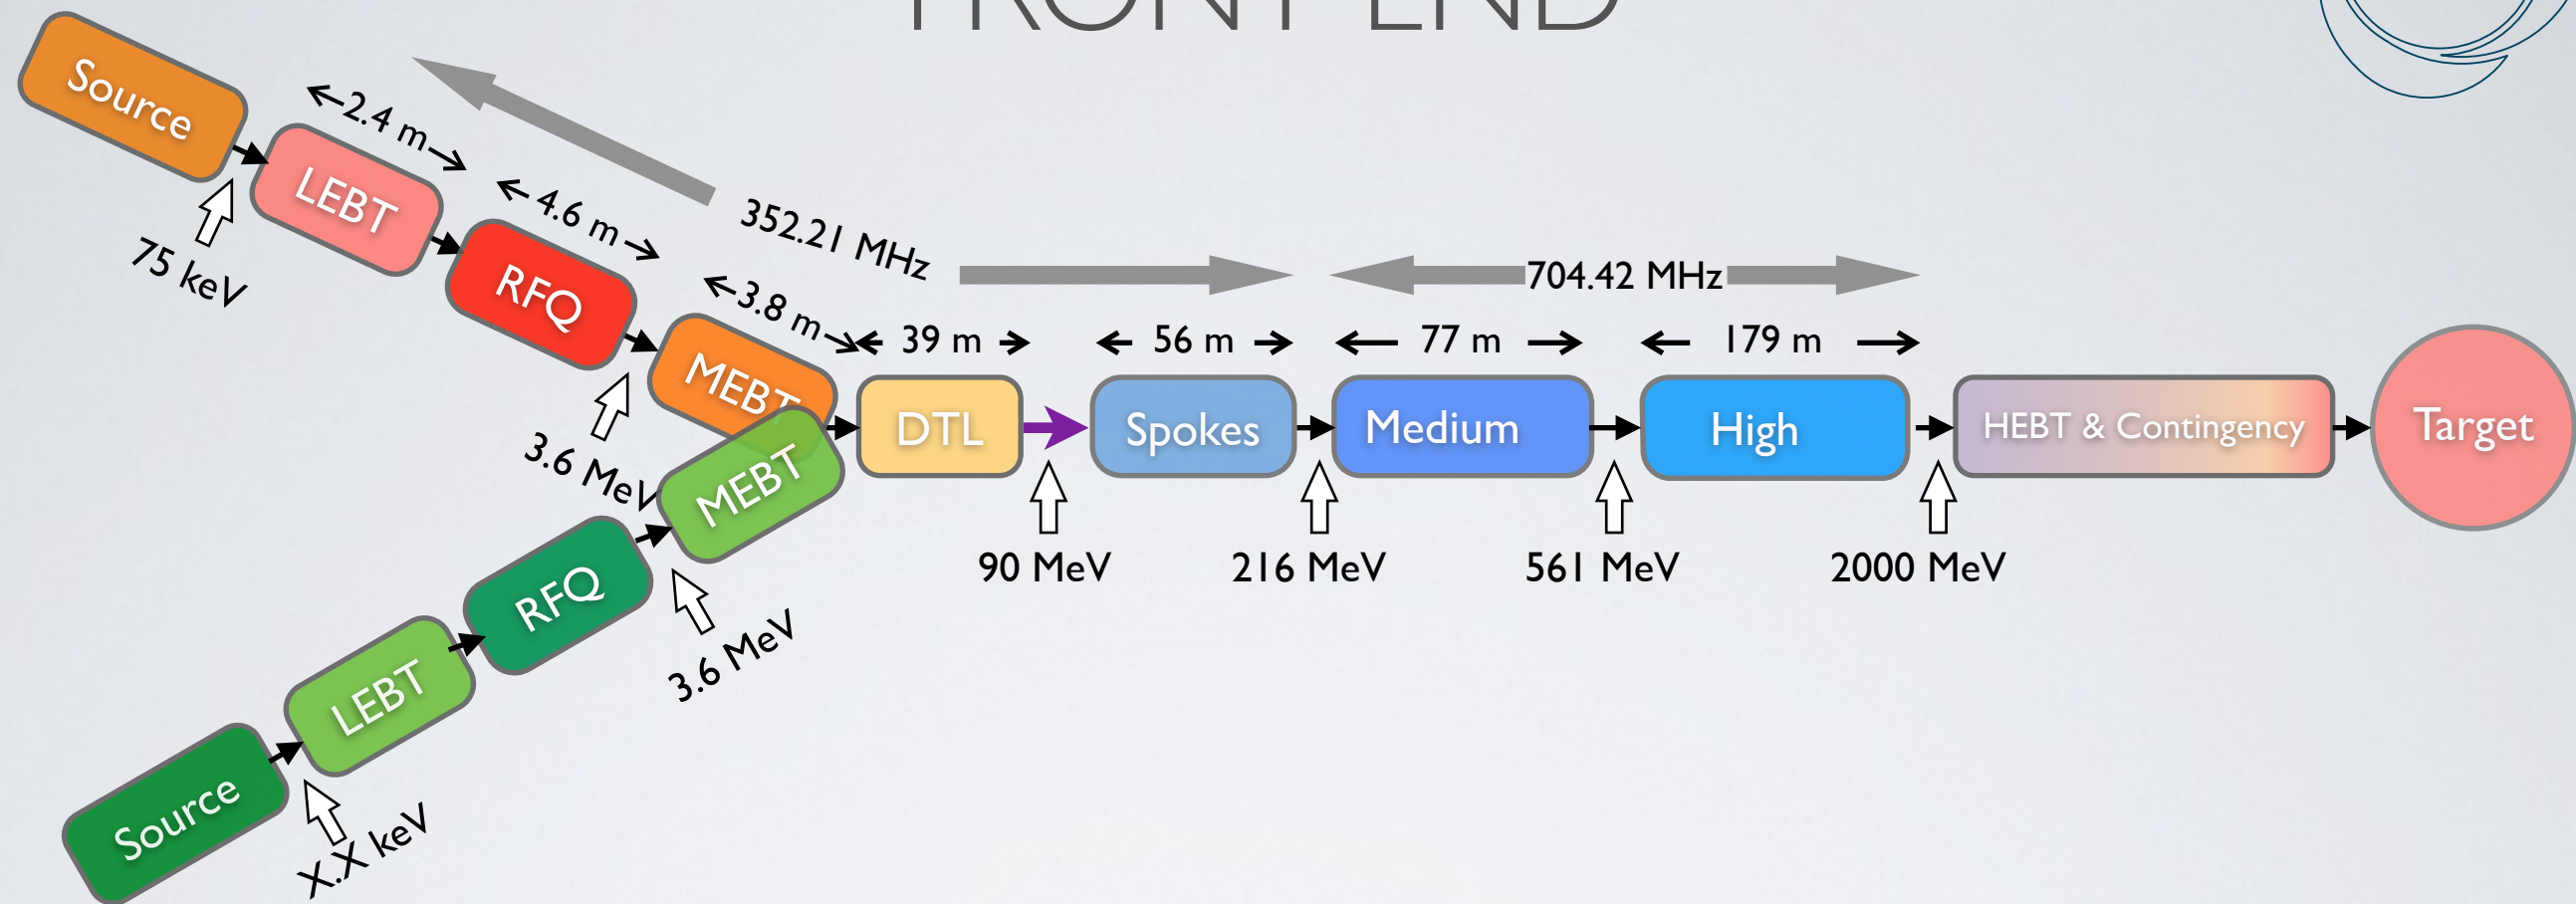 FRONT END
Source
2.4 m
LEBT
75 keV
4.6 m
352.21 MHz
RFQ
3.8 m
MEBT
3.6 MeV
704.42 MHz
39 m
56 m
77 m
179 m
DTL
Spokes
Medium
High
HEBT & Contingency
Target
90 MeV
216 MeV
561 MeV
2000 MeV
MEBT
RFQ
3.6 MeV
LEBT
Source
X.X keV